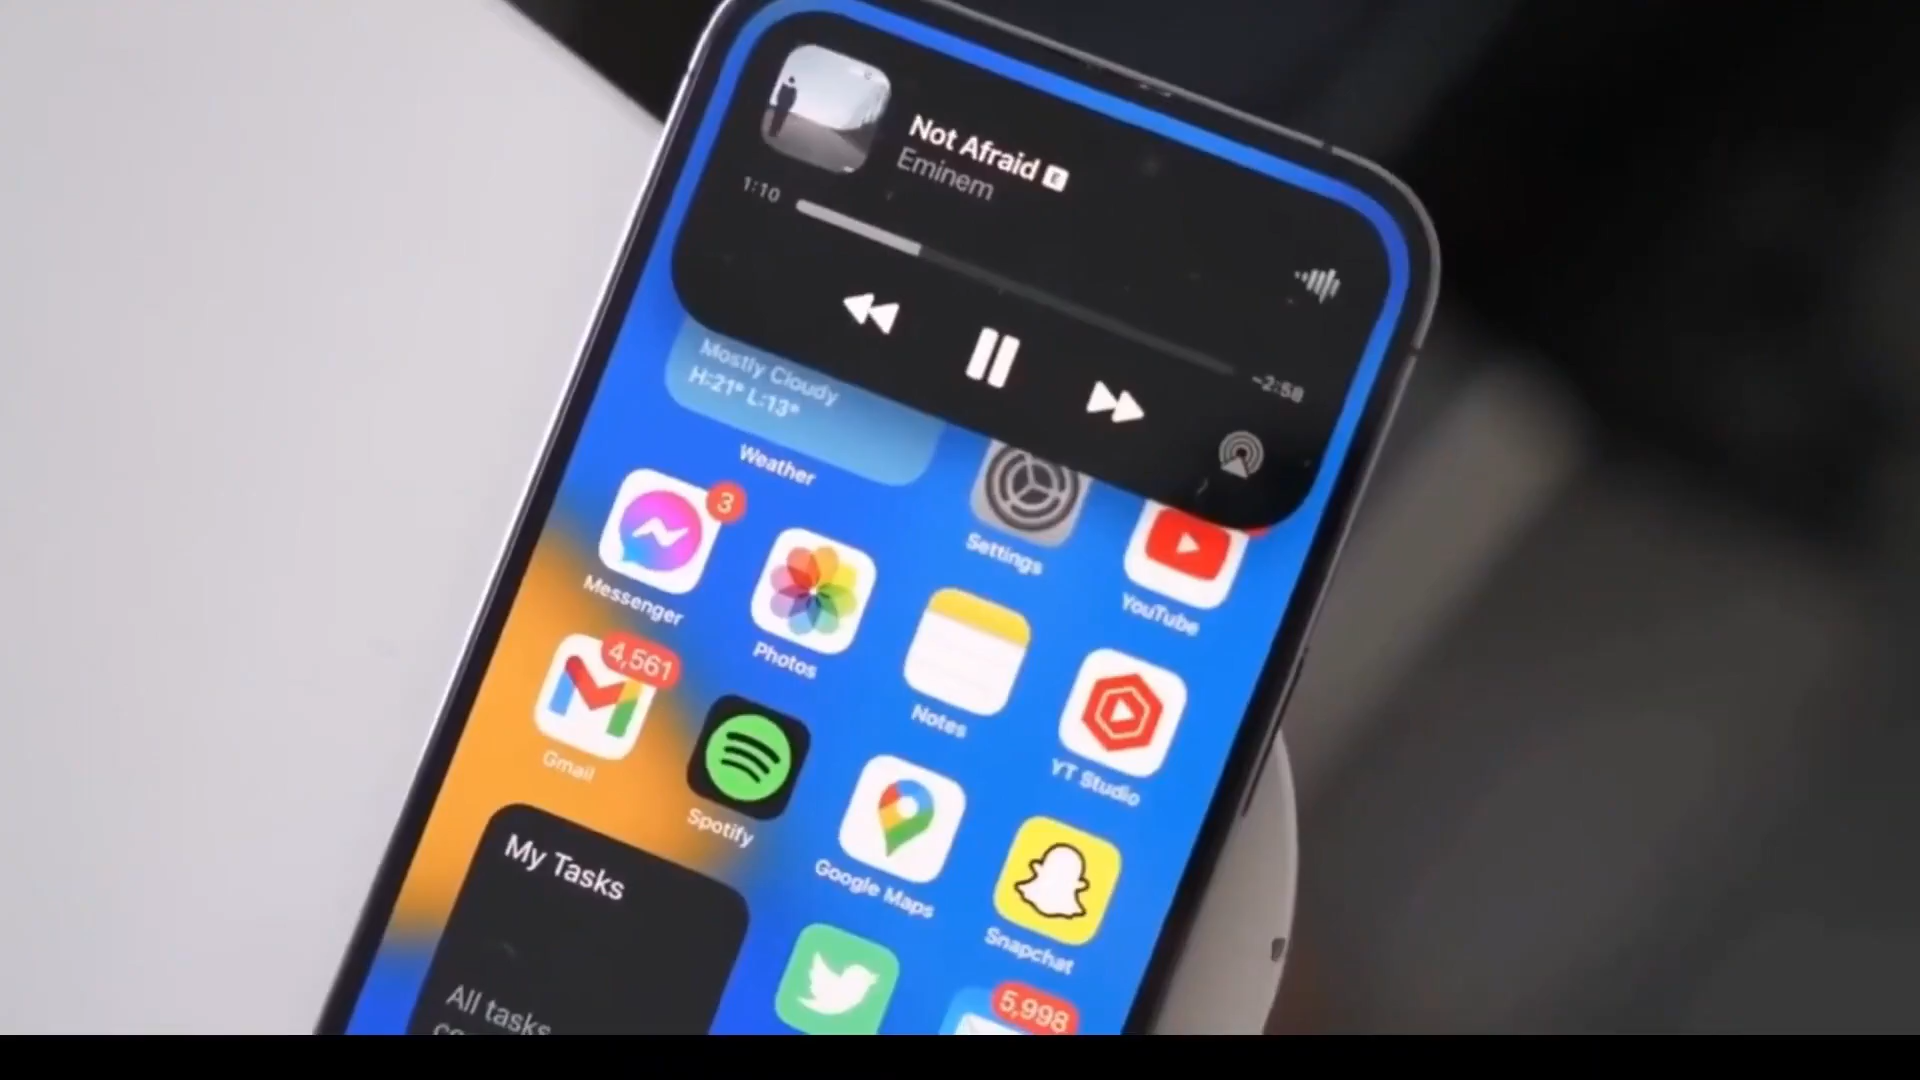 Not Afraid E
Eminem
1:10
-2:58
Mostly Cloudy
H:21° L:13°
Weather
Settings
YouTube
3
Messenger
Photos
Notes
YT Studio
4,561
Gmail
Spotify
Google Maps
Snapchat
My Tasks
All tasks
5,998